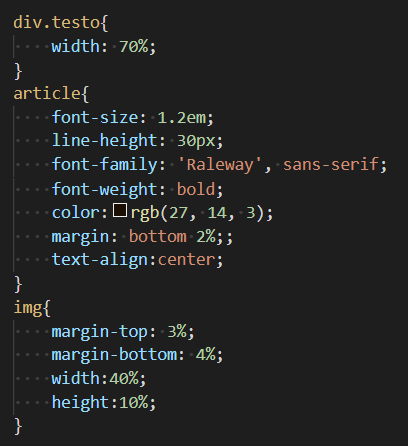 div.testo{
    width: 70%;
}
article{
    font-size: 1.2em;
    line-height: 30px;
    font-family: 'Raleway', sans-serif;
    font-weight: bold;
    color:rgb(27, 14, 3);
    margin: bottom 2%;;
    text-align:center;
}
img{
    margin-top: 3%;
    margin-bottom: 4%;
    width:40%;
    height:10%;
}